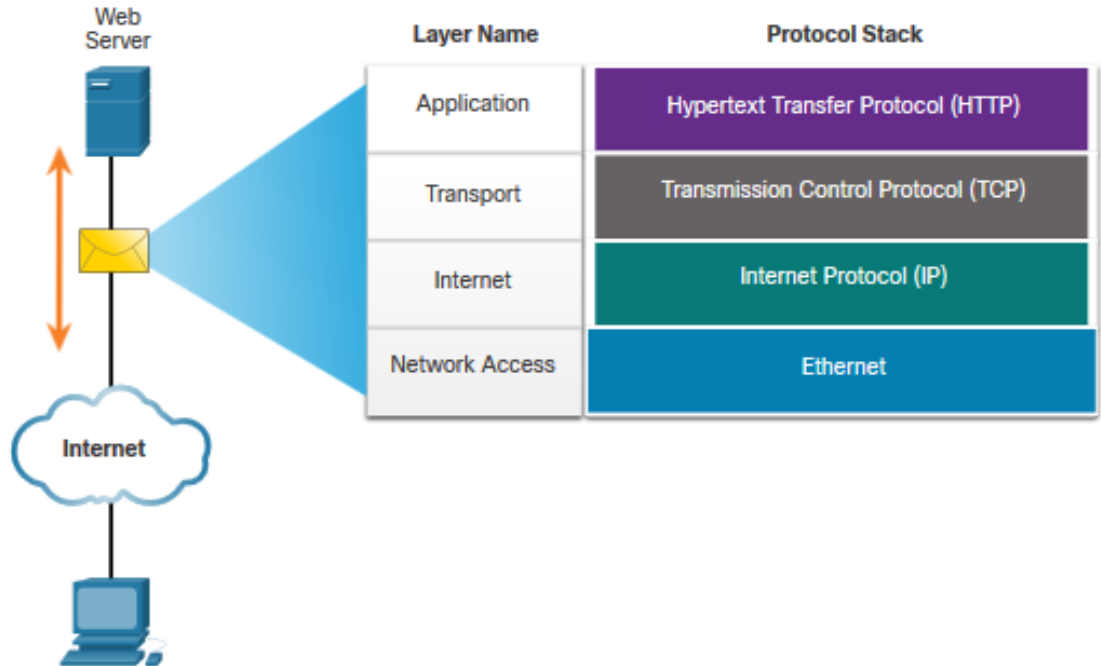 Web
Server
Layer Name
Protocol Stack
Application
Hypertext Transfer Protocol (HTTP)
Transport
Transmission Control Protocol (TCP)
Internet
Internet Protocol (IP)
Network Access
Ethernet
Internet